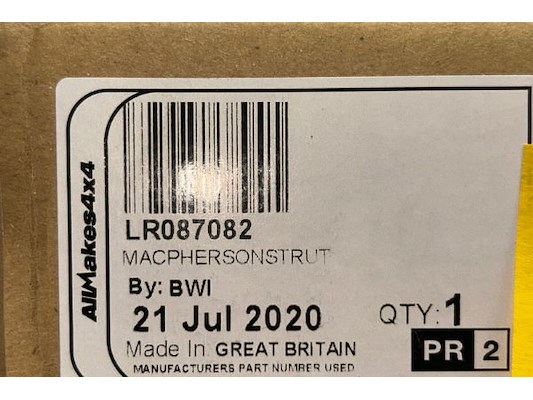 AllMakes4x4
LR087082
MACPHERSONSTRUT
By: BWI
21 Jul 2020
QTY: 1
Made In GREAT BRITAIN
PR 2
MANUFACTURERS PART NUMBER USED